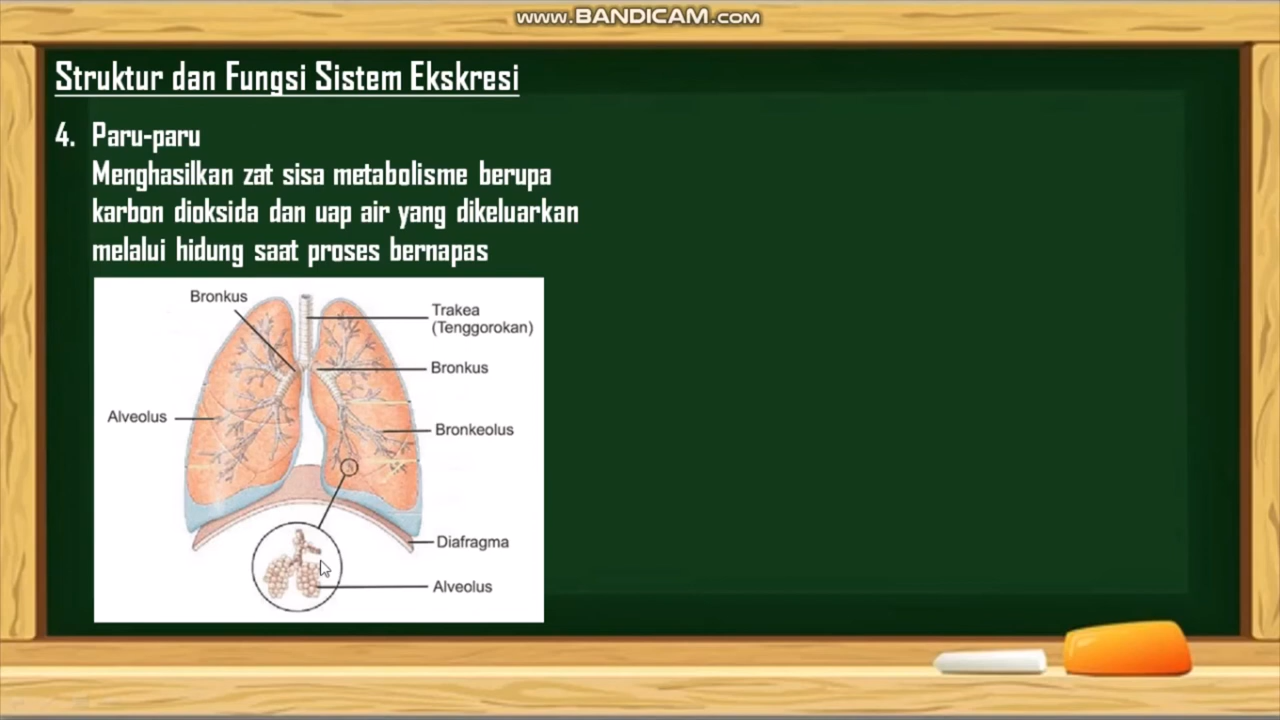 www.BANDICAM.com
Struktur dan Fungsi Sistem Ekskresi
4. Paru-paru
Menghasilkan zat sisa metabolisme berupa
karbon dioksida dan uap air yang dikeluarkan
melalui hidung saat proses bernapas
Bronkus
Trakea
(Tenggorokan)
Bronkus
Alveolus
Bronkeolus
Diafragma
Alveolus